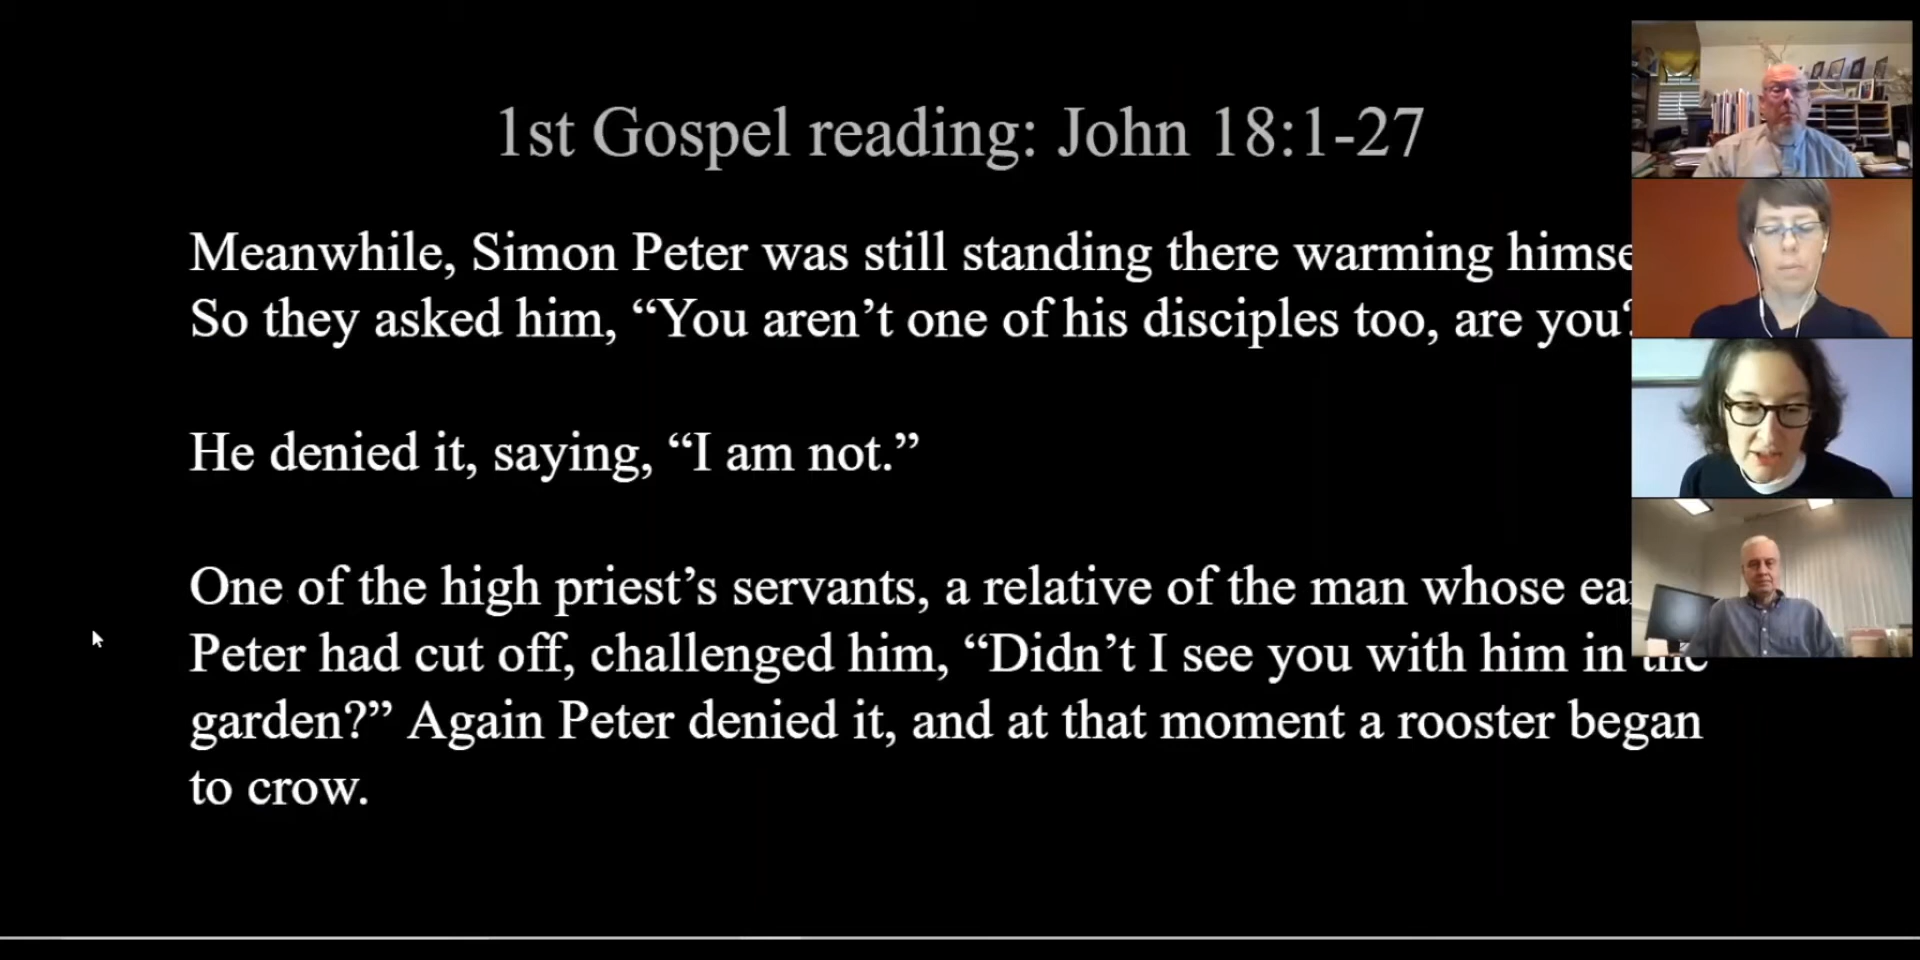 1st Gospel reading: John 18:1-27
Meanwhile, Simon Peter was still standing there warming himse
So they asked him, “You aren’t one of his disciples too, are you?
He denied it, saying, “I am not.”
One of the high priest’s servants, a relative of the man whose ea
Peter had cut off, challenged him, “Didn’t I see you with him in the
garden?” Again Peter denied it, and at that moment a rooster began
to crow.